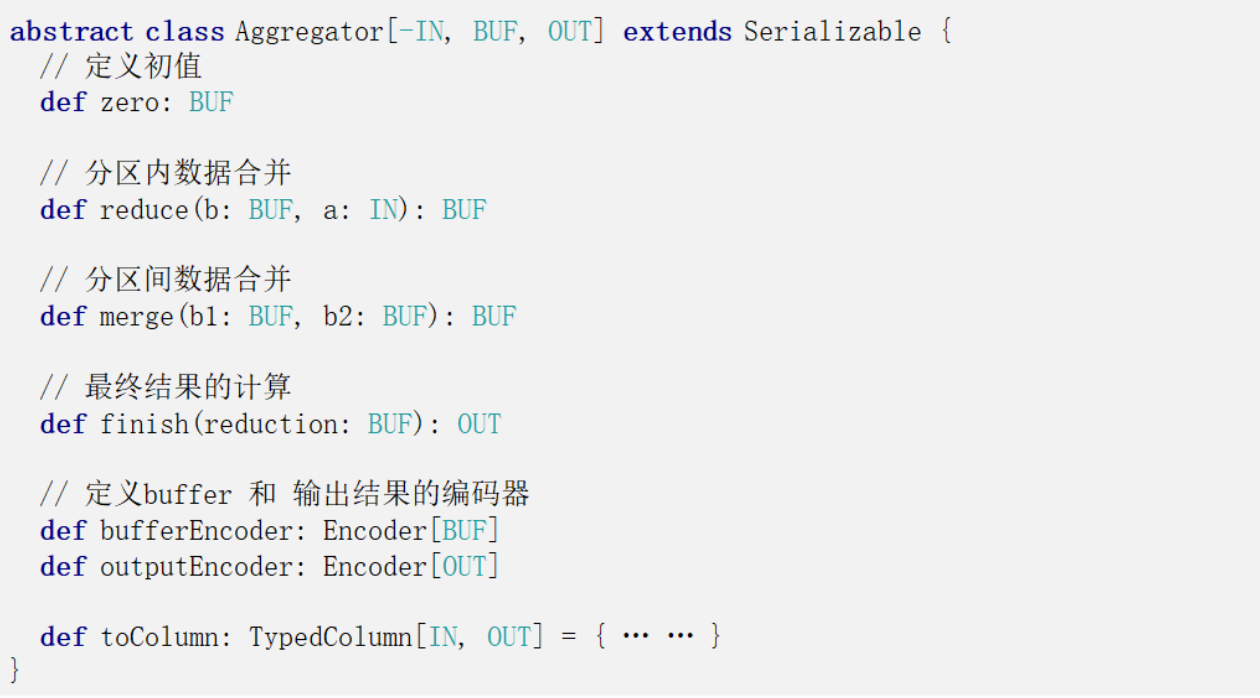 abstract class Aggregator[-IN, BUF, OUT] extends Serializable {
  // 定义初值
  def zero: BUF

  // 分区内数据合并
  def reduce(b: BUF, a: IN): BUF

  // 分区间数据合并
  def merge(b1: BUF, b2: BUF): BUF

  // 最终结果的计算
  def finish(reduction: BUF): OUT

  // 定义buffer 和 输出结果的编码器
  def bufferEncoder: Encoder[BUF]
  def outputEncoder: Encoder[OUT]

  def toColumn: TypedColumn[IN, OUT] = { … … }
}